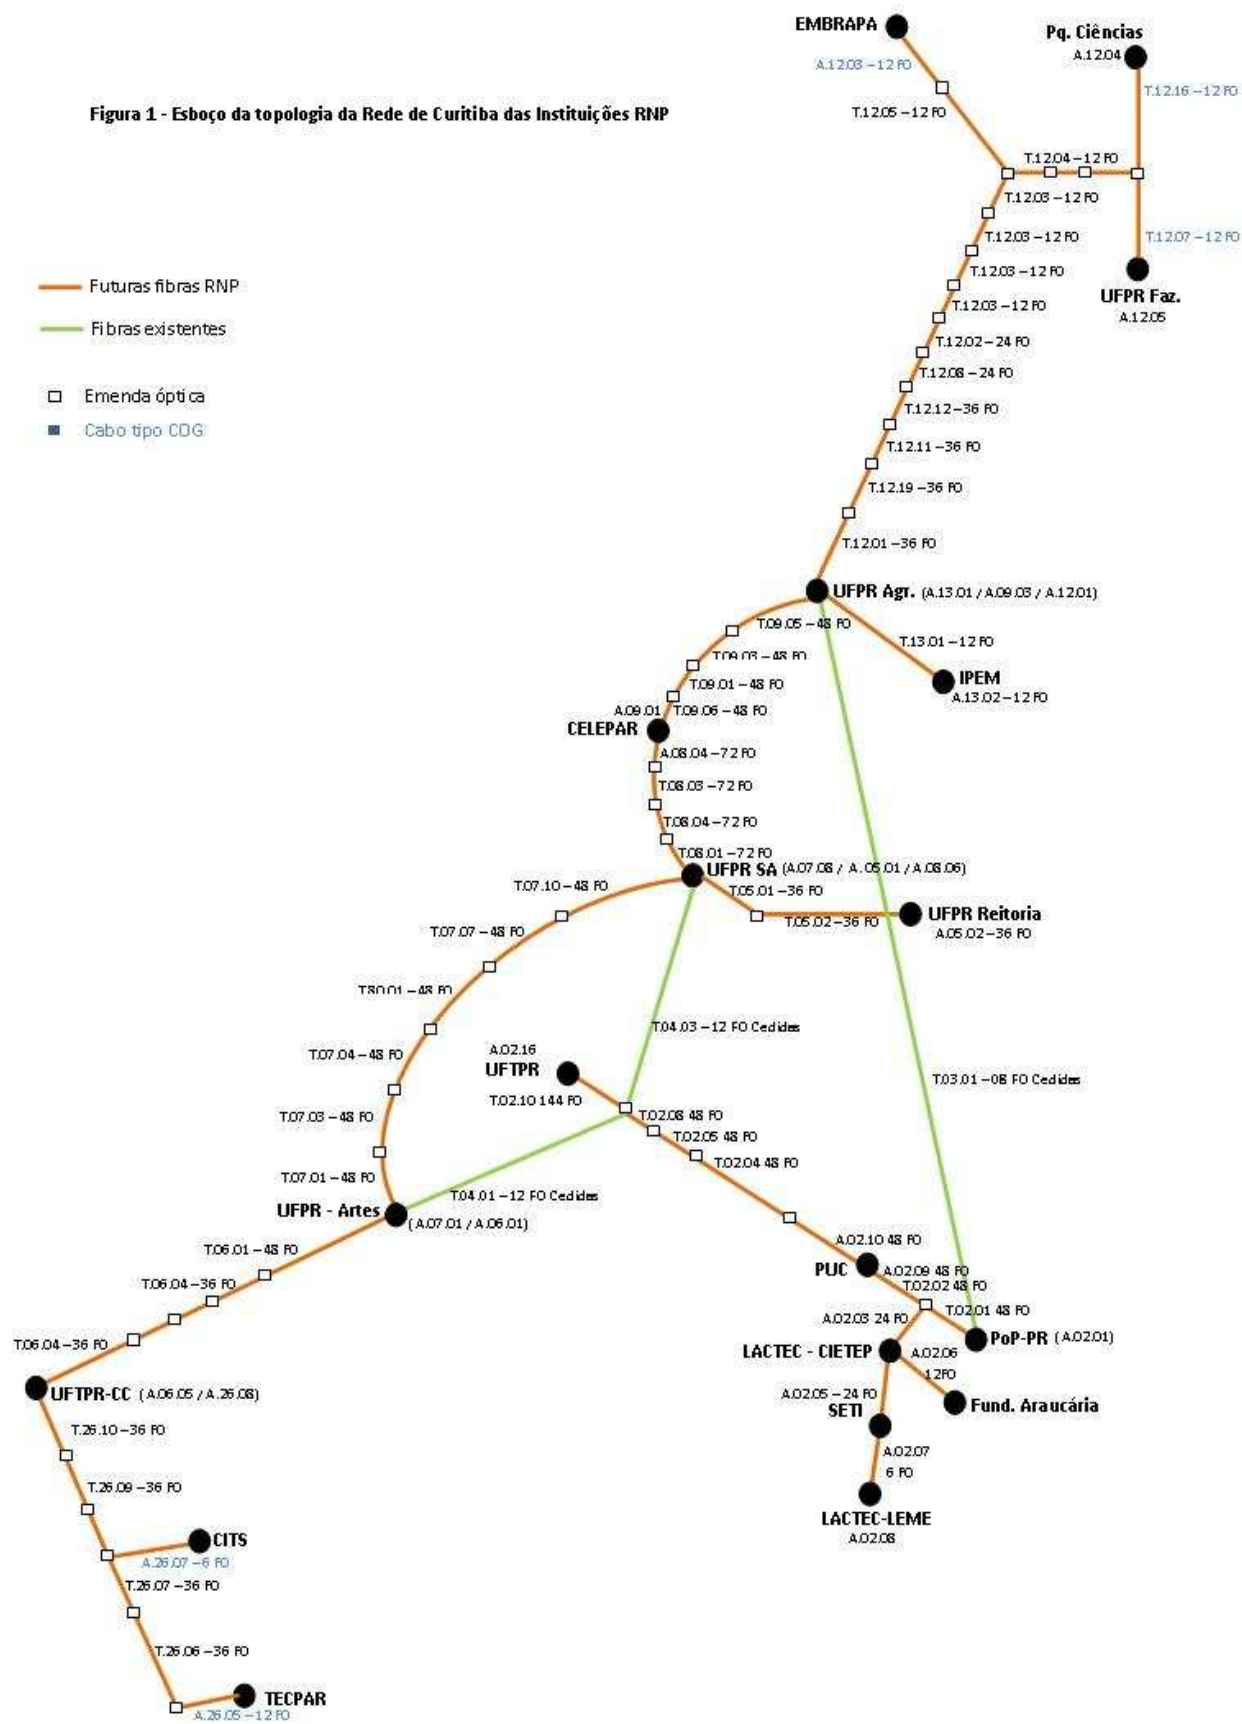 EMBRAPA
Pq. Ciências
A.12.04
A.12.03 – 12 FO
T.12.16 – 12 FO
Figura 1 - Esboço da topologia da Rede de Curitiba das Instituições RNP
T.12.05 – 12 FO
T.12.04 – 12 FO
T.12.03 – 12 FO
T.12.03 – 12 FO
T.12.07 – 12 FO
T.12.03 – 12 FO
Futuras fibras RNP
UFPR Faz.
A.12.05
T.12.03 – 12 FO
Fibras existentes
T.12.02 – 24 FO
T.12.08 – 24 FO
Emenda óptica
T.12.12 – 36 FO
Cabo tipo COG
T.12.11 – 36 FO
T.12.19 – 36 FO
T.12.01 – 36 FO
UFPR Agr. (A.13.01 / A.09.03 / A.12.01)
T.09.05 – 48 FO
T.13.01 – 12 FO
T.09.03 – 48 FO
IPEM
A.13.02 – 12 FO
T.09.01 – 48 FO
A.09.01
T.09.06 – 48 FO
CELEPAR
A.08.04 – 72 FO
T.08.03 – 72 FO
T.08.04 – 72 FO
T.08.01 – 72 FO
UFPR SA (A.07.08 / A.05.01 / A.08.06)
T.07.10 – 48 FO
T.05.01 – 36 FO
UFPR Reitoria
T.05.02 – 36 FO
A.05.02 – 36 FO
T.07.07 – 48 FO
T.80.01 – 48 FO
T.04.03 – 12 FO Cedidas
T.07.04 – 48 FO
A.02.16
UFTPR
T.03.01 – 08 FO Cedidas
T.02.10 144 FO
T.07.03 – 48 FO
T.02.08 48 FO
T.02.05 48 FO
T.02.04 48 FO
T.07.01 – 48 FO
T.04.01 – 12 FO Cedidas
UFPR - Artes
(A.07.01 / A.06.01)
T.06.01 – 48 FO
A.02.10 48 FO
PUC
A.02.09 48 FO
T.06.04 – 36 FO
T.02.02 48 FO
T.02.01 48 FO
A.02.03 24 FO
T.06.04 – 36 FO
PoP-PR (A.02.01)
LACTEC - CIETEP
A.02.06
12FO
UFTPR-CC (A.06.05 / A.26.08)
A.02.05 – 24 FO
SETI
Fund. Araucária
T.26.10 – 36 FO
A.02.07
6 FO
T.26.09 – 36 FO
LACTEC-LEME
A.02.08
CITS
A.26.07 – 6 FO
T.26.07 – 36 FO
T.26.06 – 36 FO
TECPAR
A.26.05 – 12 FO